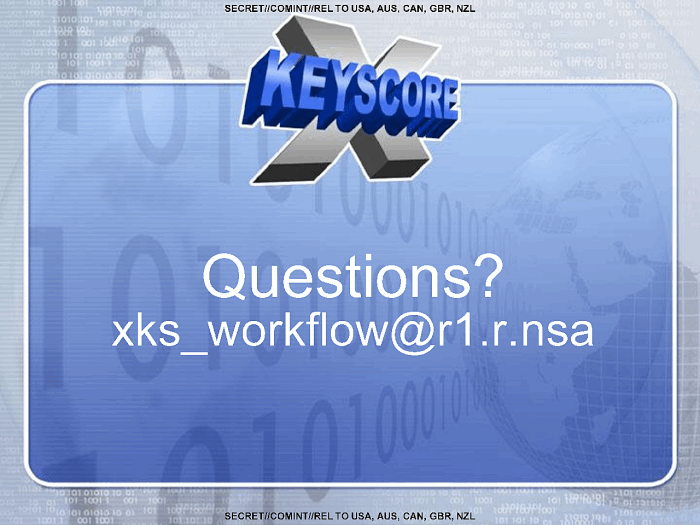 SECRET//COMINT//REL TO USA, AUS, CAN, GBR, NZL
X
KEYSCORE
Questions?
xks_workflow@r1.r.nsa
SECRET//COMINT//REL TO USA, AUS, CAN, GBR, NZL